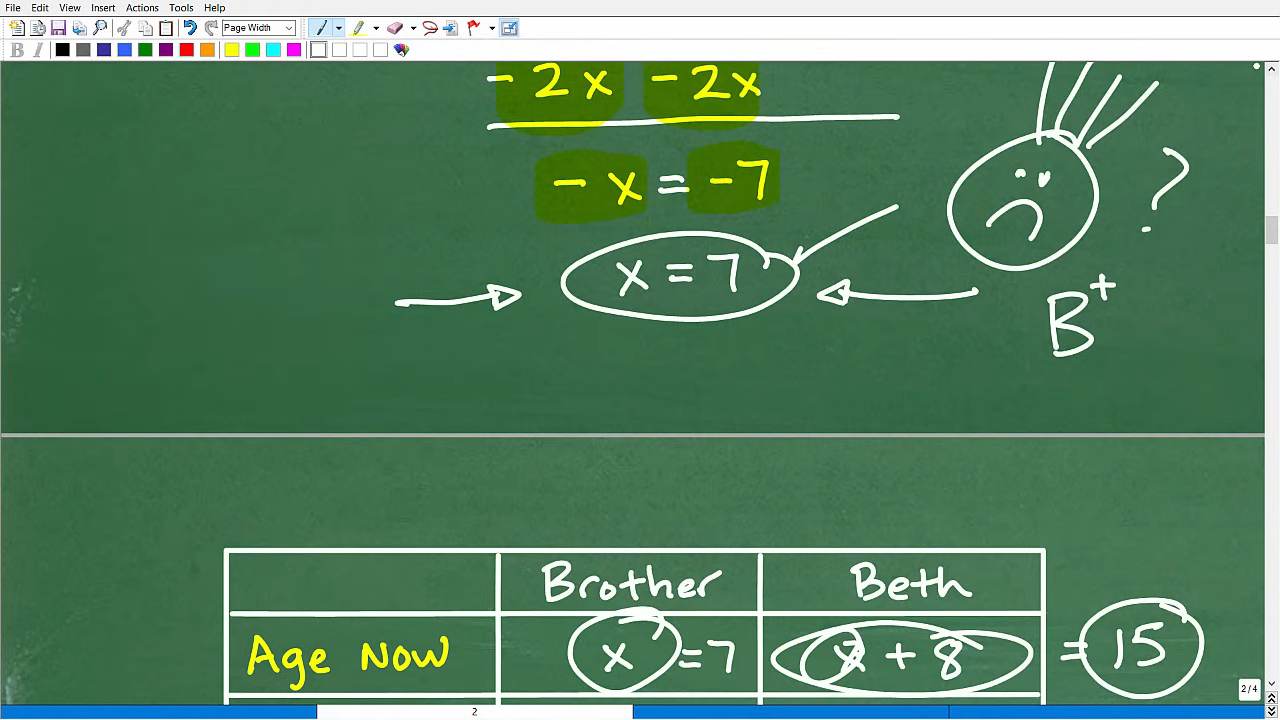 File Edit View Insert Actions Tools Help
Page Width
B I
- 2x - 2x
- x = -7
?
x = 7
B+
Brother Beth
Age Now x = 7 x + 8 = 15
2/4
2